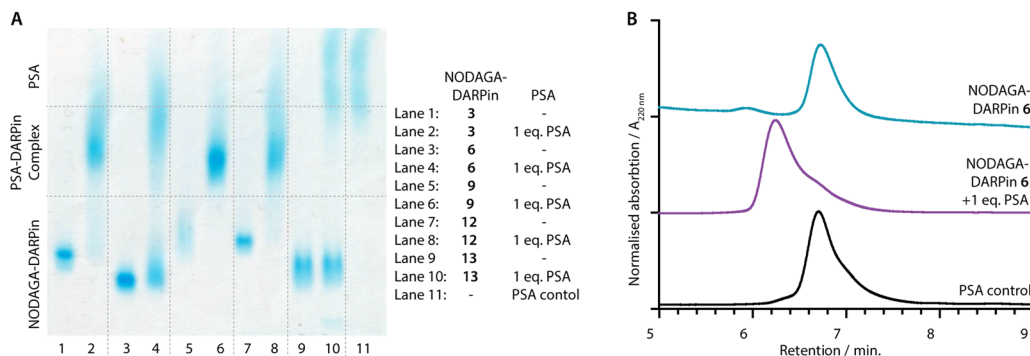 A
PSA
PSA-DARPin
Complex
NODAGA-DARPin
1 2 3 4 5 6 7 8 9 10 11
NODAGA-
DARPin PSA
Lane 1: 3 -
Lane 2: 3 1 eq. PSA
Lane 3: 6 -
Lane 4: 6 1 eq. PSA
Lane 5: 9 -
Lane 6: 9 1 eq. PSA
Lane 7: 12 -
Lane 8: 12 1 eq. PSA
Lane 9 13 -
Lane 10: 13 1 eq. PSA
Lane 11: - PSA contol
B
Normalised absorption / A220 nm
NODAGA-
DARPin 6
NODAGA-
DARPin 6
+1 eq. PSA
PSA control
5 6 7 8 9
Retention / min.